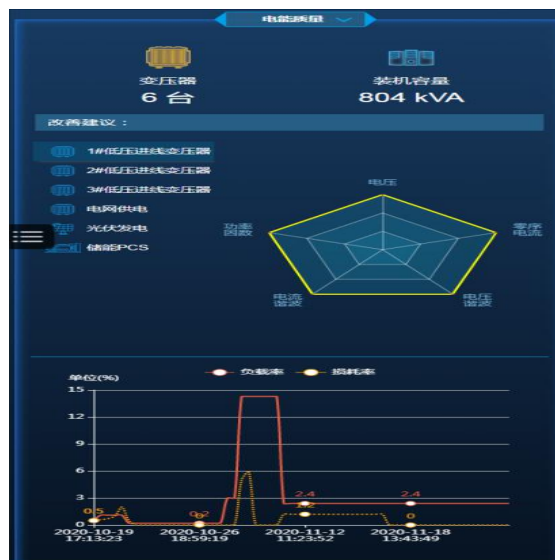 电能质量
变压器
6 台
装机容量
804 kVA
改善建议：
1#低压进线变压器
2#低压进线变压器
3#低压进线变压器
电网供电
光伏发电
储能PCS
电压
功率
因数
零序
电流
电流
谐波
电压
谐波
单位(%)
负载率
损耗率
15
12
9
6
3
0
0.5
0.2
0
2.4
1.2
2.4
0
2020-10-19
17:13:23
2020-10-26
18:59:19
2020-11-12
11:23:52
2020-11-18
13:43:49